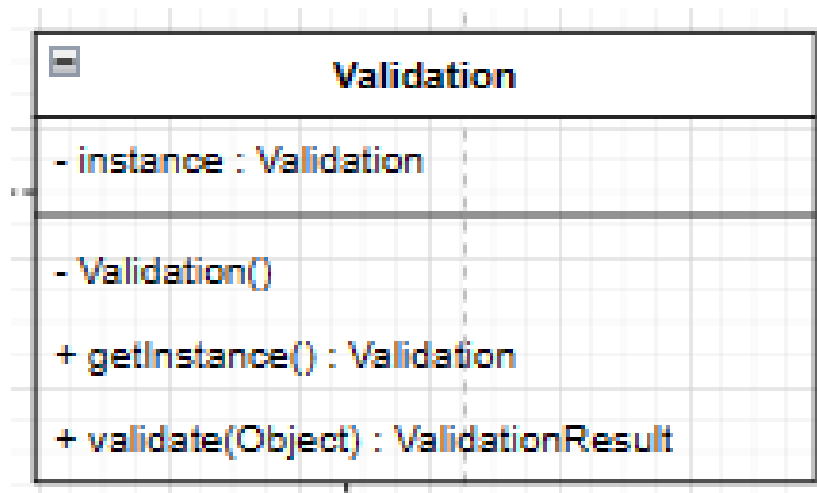 Validation
- instance : Validation
- Validation()
+ getInstance() : Validation
+ validate(Object) : ValidationResult